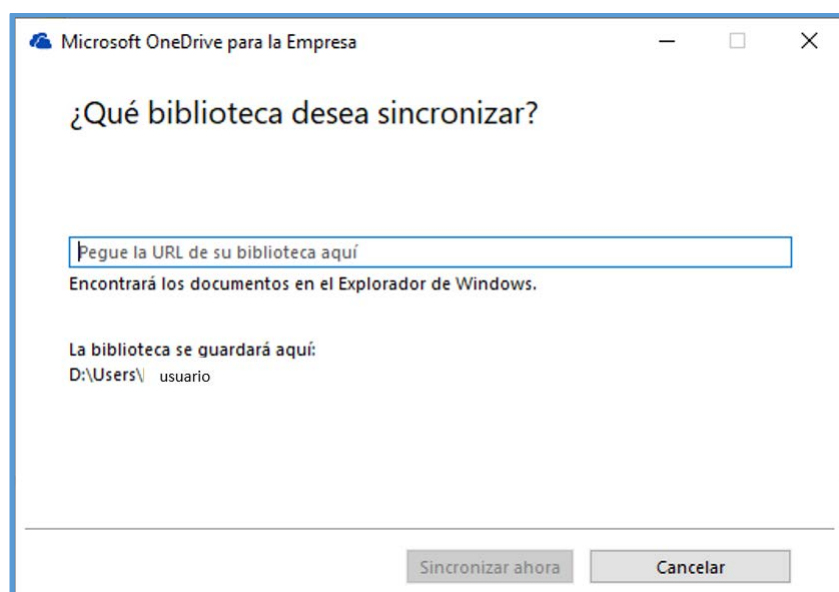 Microsoft OneDrive para la Empresa
¿Qué biblioteca desea sincronizar?
Pegue la URL de su biblioteca aquí
Encontrará los documentos en el Explorador de Windows.
La biblioteca se guardará aquí:
D:\Users\ usuario
Sincronizar ahora
Cancelar